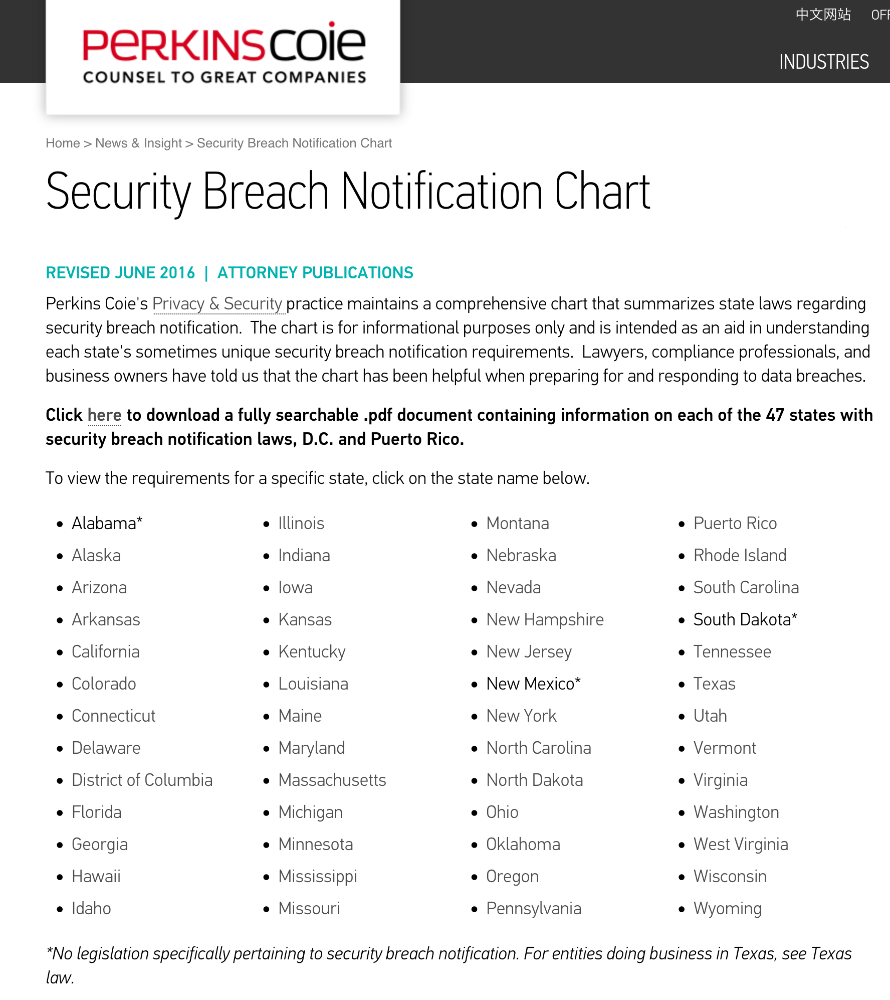 中文网站
INDUSTRIES
PERKINSCOIE
COUNSEL TO GREAT COMPANIES
Home > News & Insight > Security Breach Notification Chart
Security Breach Notification Chart
REVISED JUNE 2016 | ATTORNEY PUBLICATIONS
Perkins Coie's Privacy & Security practice maintains a comprehensive chart that summarizes state laws regarding
security breach notification.  The chart is for informational purposes only and is intended as an aid in understanding
each state's sometimes unique security breach notification requirements.  Lawyers, compliance professionals, and
business owners have told us that the chart has been helpful when preparing for and responding to data breaches.
Click here to download a fully searchable .pdf document containing information on each of the 47 states with
security breach notification laws, D.C. and Puerto Rico.
To view the requirements for a specific state, click on the state name below.
Alabama*
Alaska
Arizona
Arkansas
California
Colorado
Connecticut
Delaware
District of Columbia
Florida
Georgia
Hawaii
Idaho
Illinois
Indiana
Iowa
Kansas
Kentucky
Louisiana
Maine
Maryland
Massachusetts
Michigan
Minnesota
Mississippi
Missouri
Montana
Nebraska
Nevada
New Hampshire
New Jersey
New Mexico*
New York
North Carolina
North Dakota
Ohio
Oklahoma
Oregon
Pennsylvania
Puerto Rico
Rhode Island
South Carolina
South Dakota*
Tennessee
Texas
Utah
Vermont
Virginia
Washington
West Virginia
Wisconsin
Wyoming
*No legislation specifically pertaining to security breach notification. For entities doing business in Texas, see Texas
law.